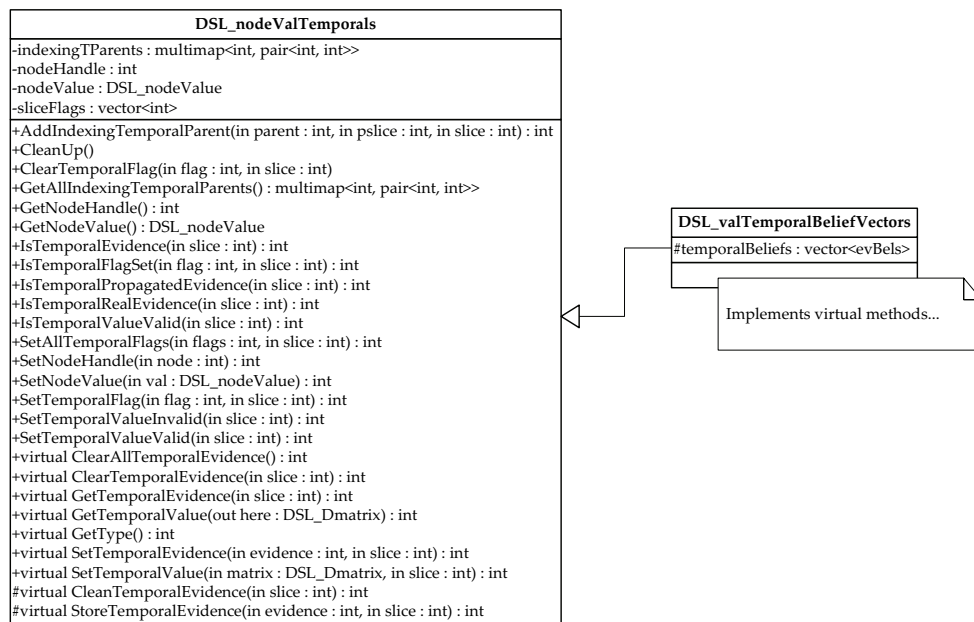 DSL_nodeValTemporals
-indexingTParents : multimap<int, pair<int, int>>
-nodeHandle : int
-nodeValue : DSL_nodeValue
-sliceFlags : vector<int>
+AddIndexingTemporalParent(in parent : int, in pslice : int, in slice : int) : int
+CleanUp()
+ClearTemporalFlag(in flag : int, in slice : int)
+GetAllIndexingTemporalParents() : multimap<int, pair<int, int>>
+GetNodeHandle() : int
+GetNodeValue() : DSL_nodeValue
+IsTemporalEvidence(in slice : int) : int
+IsTemporalFlagSet(in flag : int, in slice : int) : int
+IsTemporalPropagatedEvidence(in slice : int) : int
+IsTemporalRealEvidence(in slice : int) : int
+IsTemporalValueValid(in slice : int) : int
+SetAllTemporalFlags(in flags : int, in slice : int) : int
+SetNodeHandle(in node : int) : int
+SetNodeValue(in val : DSL_nodeValue) : int
+SetTemporalFlag(in flag : int, in slice : int) : int
+SetTemporalValueInvalid(in slice : int) : int
+SetTemporalValueValid(in slice : int) : int
+virtual ClearAllTemporalEvidence() : int
+virtual ClearTemporalEvidence(in slice : int) : int
+virtual GetTemporalEvidence(in slice : int) : int
+virtual GetTemporalValue(out here : DSL_Dmatrix) : int
+virtual GetType() : int
+virtual SetTemporalEvidence(in evidence : int, in slice : int) : int
+virtual SetTemporalValue(in matrix : DSL_Dmatrix, in slice : int) : int
#virtual CleanTemporalEvidence(in slice : int) : int
#virtual StoreTemporalEvidence(in evidence : int, in slice : int) : int
DSL_valTemporalBeliefVectors
#temporalBeliefs : vector<evBels>
Implements virtual methods...